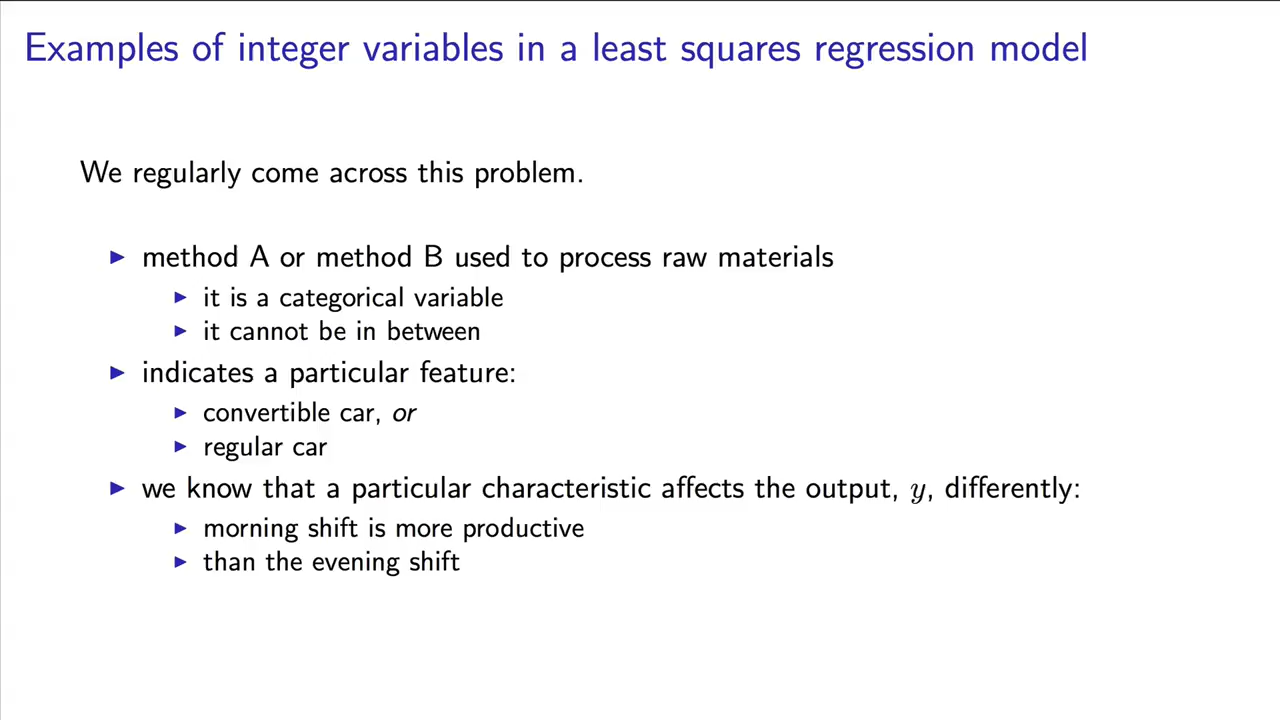 Examples of integer variables in a least squares regression model
We regularly come across this problem.
▶ method A or method B used to process raw materials
▶ it is a categorical variable
▶ it cannot be in between
▶ indicates a particular feature:
▶ convertible car, or
▶ regular car
▶ we know that a particular characteristic affects the output, y, differently:
▶ morning shift is more productive
▶ than the evening shift